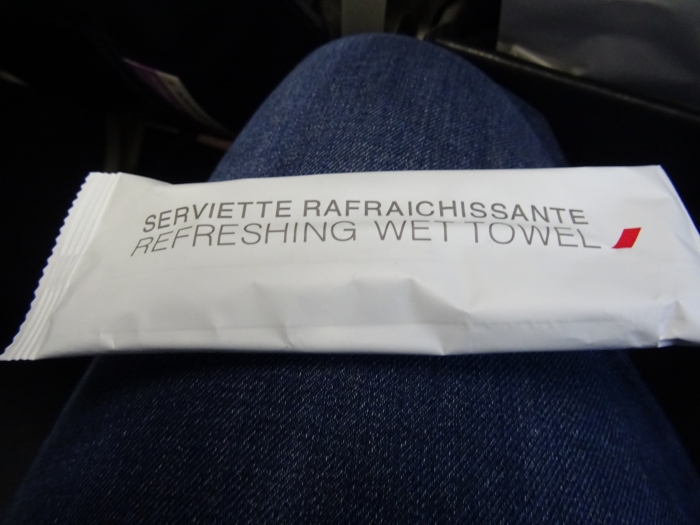 SERVIETTE RAFRAICHISSANTE
REFRESHING WET TOWEL